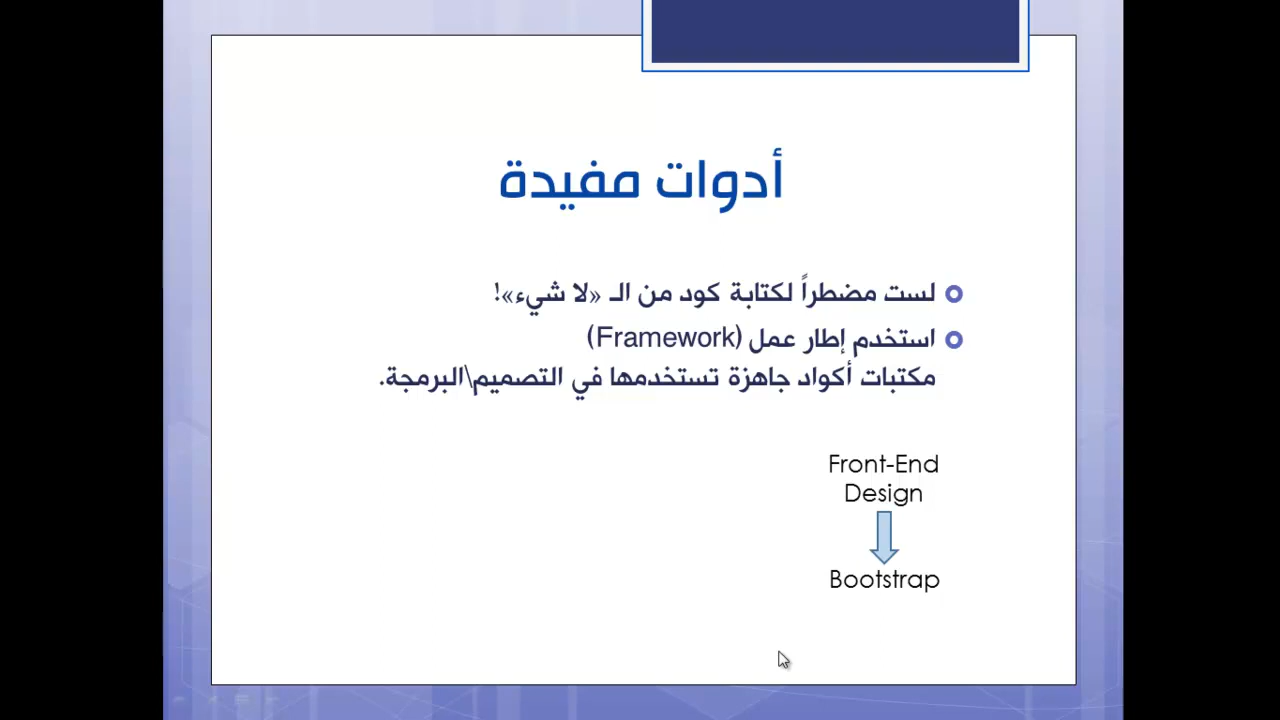 أدوات مفيدة
لست مضطراً لكتابة كود من الـ «لا شيء»!
استخدم إطار عمل (Framework)
مكتبات أكواد جاهزة تستخدمها في التصميم\البرمجة.
Front-End
Design
Bootstrap